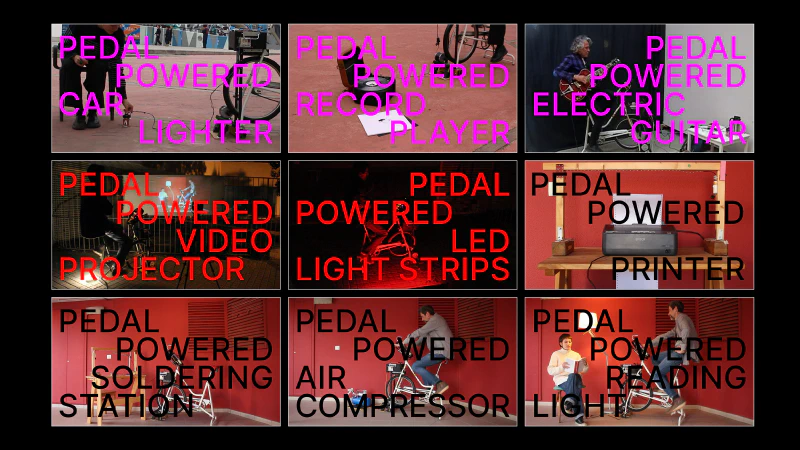 PEDAL
POWERED
CAR
LIGHTER
PEDAL
POWERED
RECORD
PLAYER
PEDAL
POWERED
ELECTRIC
GUITAR
PEDAL
POWERED
VIDEO
PROJECTOR
PEDAL
POWERED
LED
LIGHT STRIPS
PEDAL
POWERED
PRINTER
PEDAL
POWERED
SOLDERING
STATION
PEDAL
POWERED
AIR
COMPRESSOR
PEDAL
POWERED
READING
LIGHT